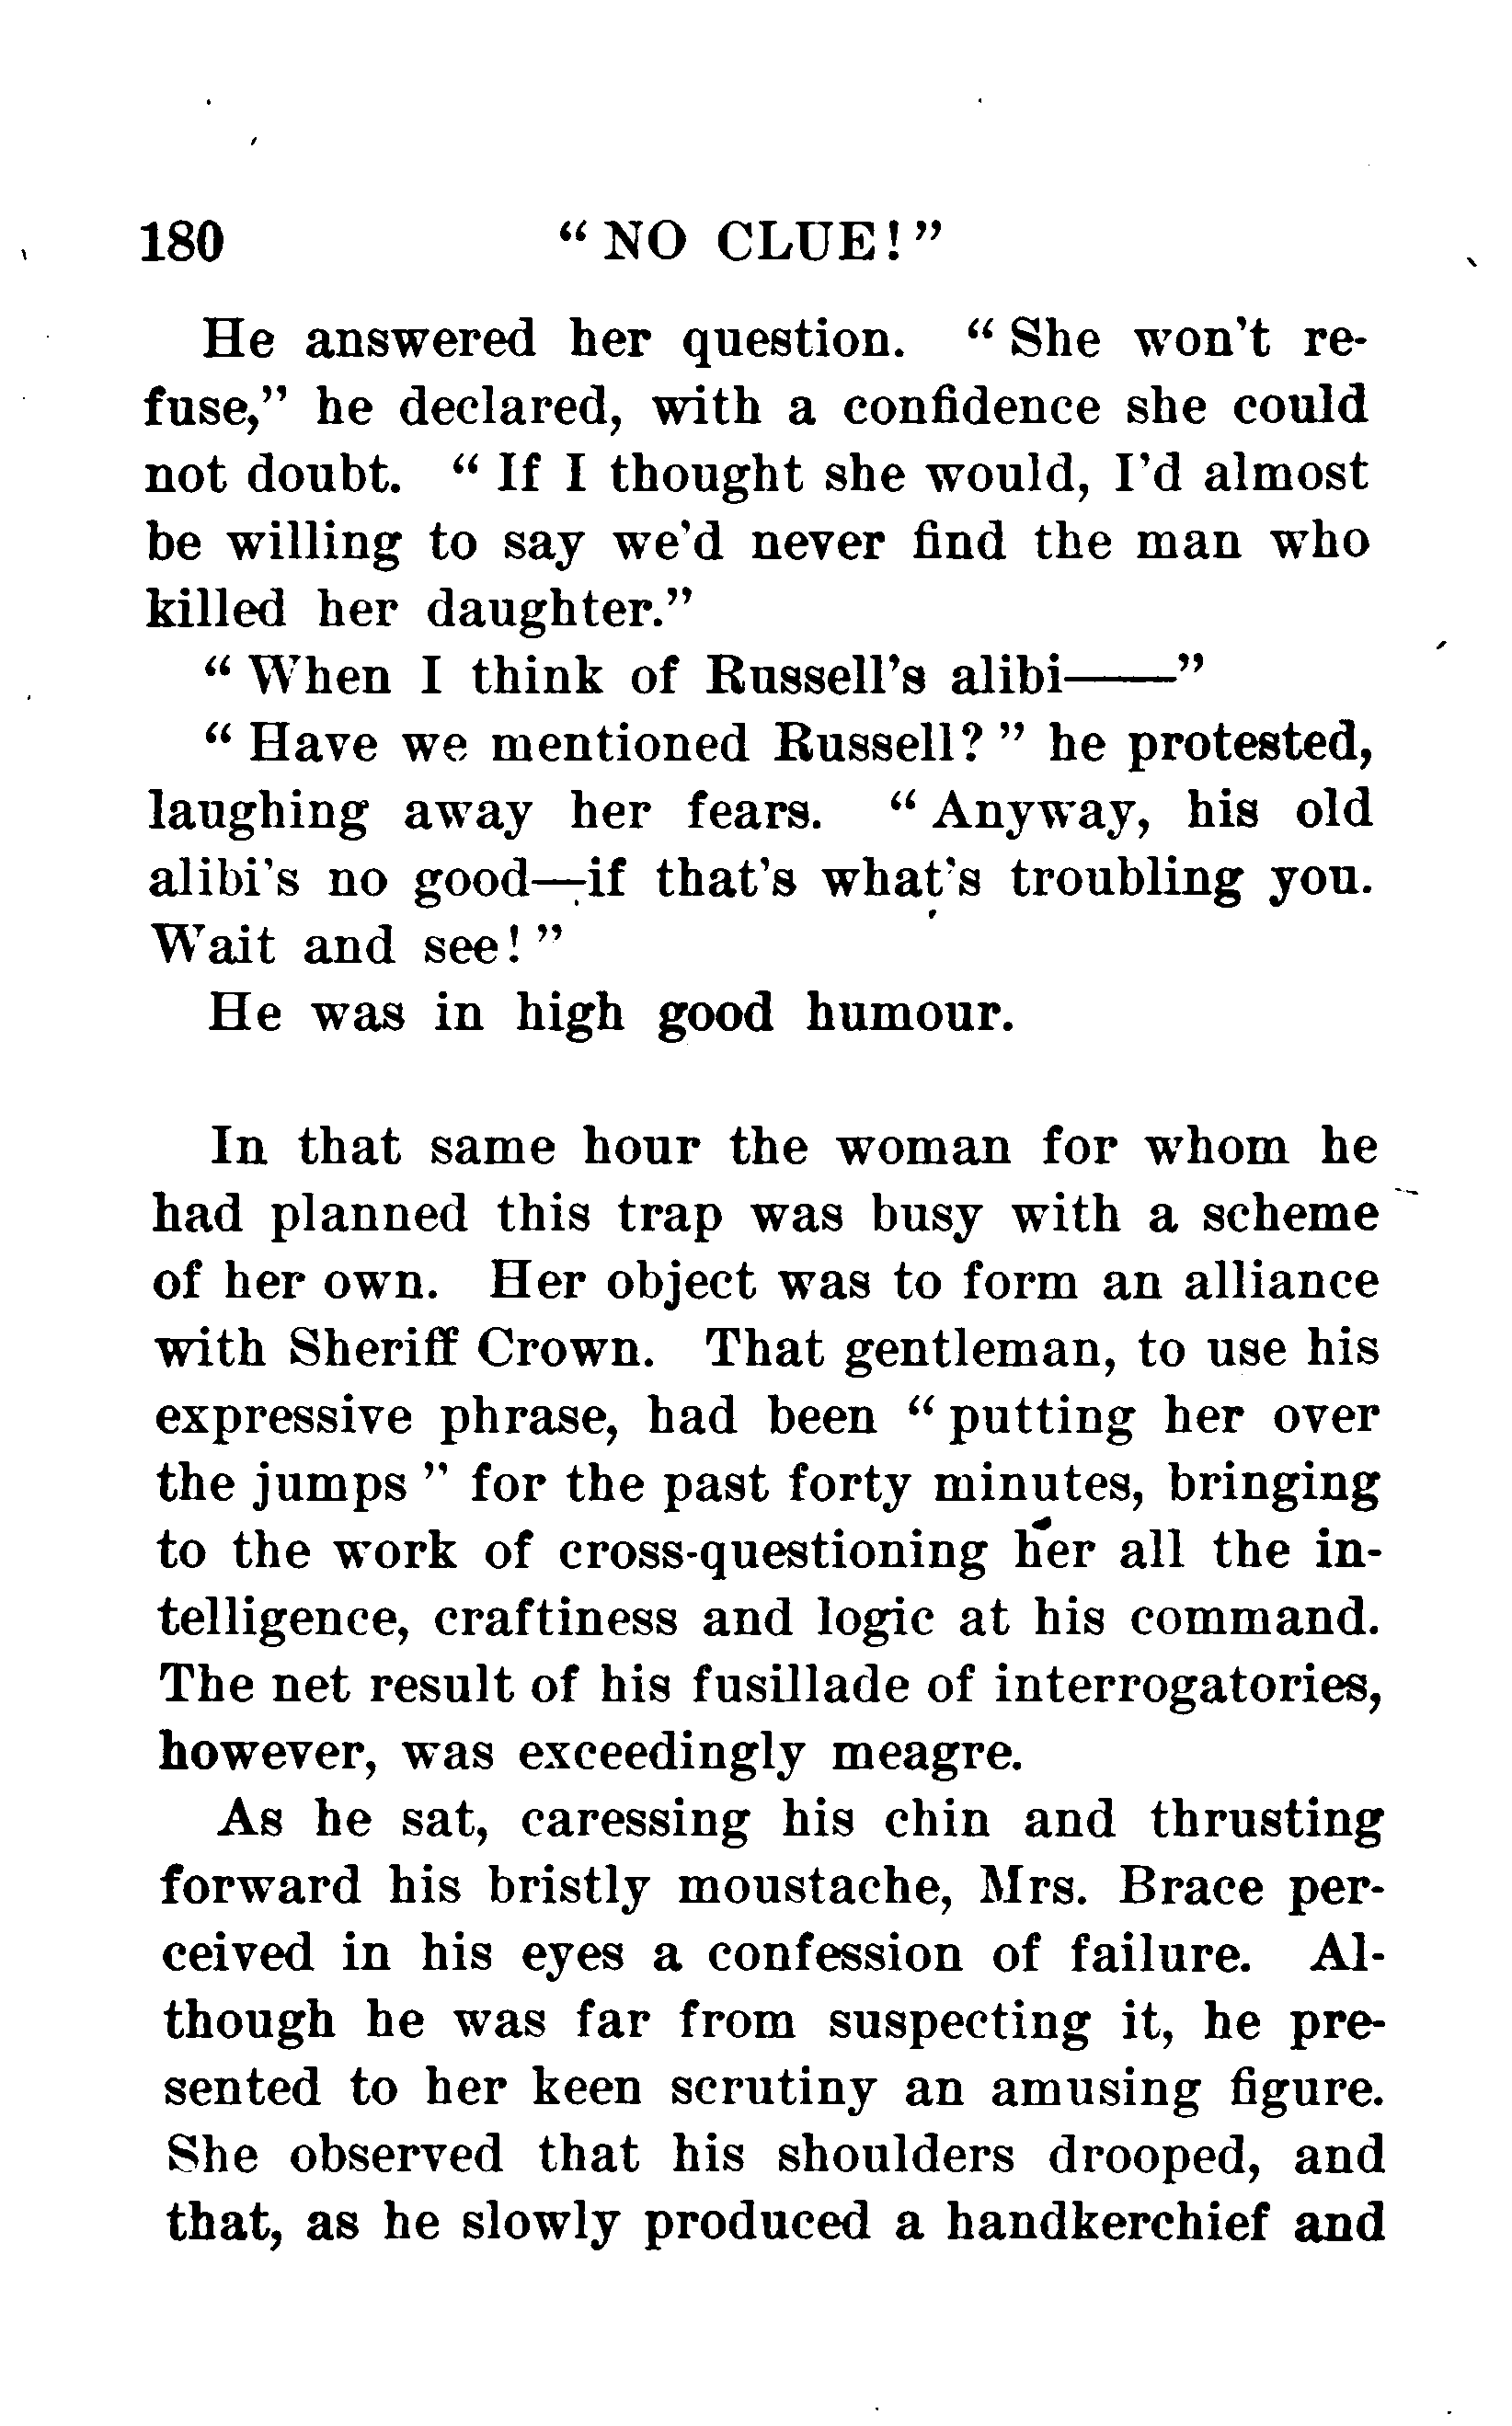 180 “ NO CLUE! ”
He answered her question. “ She won't re-
fuse,” he declared, with a confidence she could
not doubt. “ If I thought she would, I'd almost
be willing to say we'd never find the man who
killed her daughter.”
“ When I think of Russell's alibi——”
“ Have we mentioned Russell? ” he protested,
laughing away her fears. “ Anyway, his old
alibi's no good—if that's what's troubling you.
Wait and see! ”
He was in high good humour.
In that same hour the woman for whom he
had planned this trap was busy with a scheme
of her own. Her object was to form an alliance
with Sheriff Crown. That gentleman, to use his
expressive phrase, had been “ putting her over
the jumps ” for the past forty minutes, bringing
to the work of cross-questioning her all the in-
telligence, craftiness and logic at his command.
The net result of his fusillade of interrogatories,
however, was exceedingly meagre.
As he sat, caressing his chin and thrusting
forward his bristly moustache, Mrs. Brace per-
ceived in his eyes a confession of failure. Al-
though he was far from suspecting it, he pre-
sented to her keen scrutiny an amusing figure.
She observed that his shoulders drooped, and
that, as he slowly produced a handkerchief and